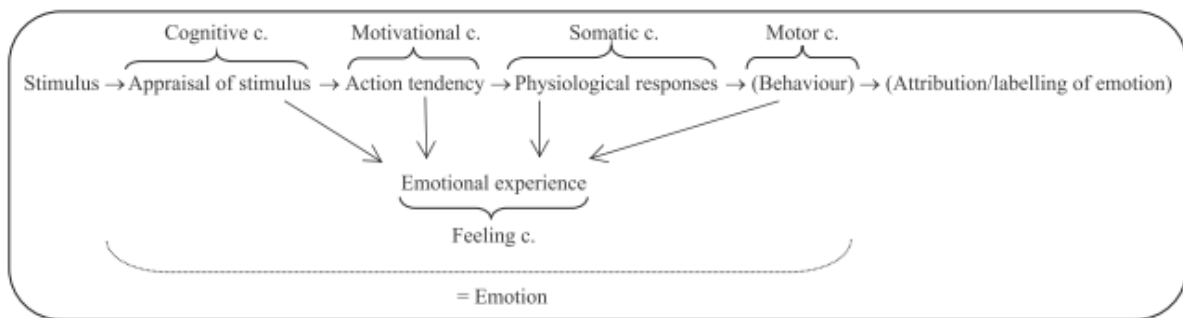 Cognitive c. Motivational c. Somatic c. Motor c.
Stimulus → Appraisal of stimulus → Action tendency → Physiological responses → (Behaviour) → (Attribution/labelling of emotion)
Emotional experience
Feeling c.
= Emotion